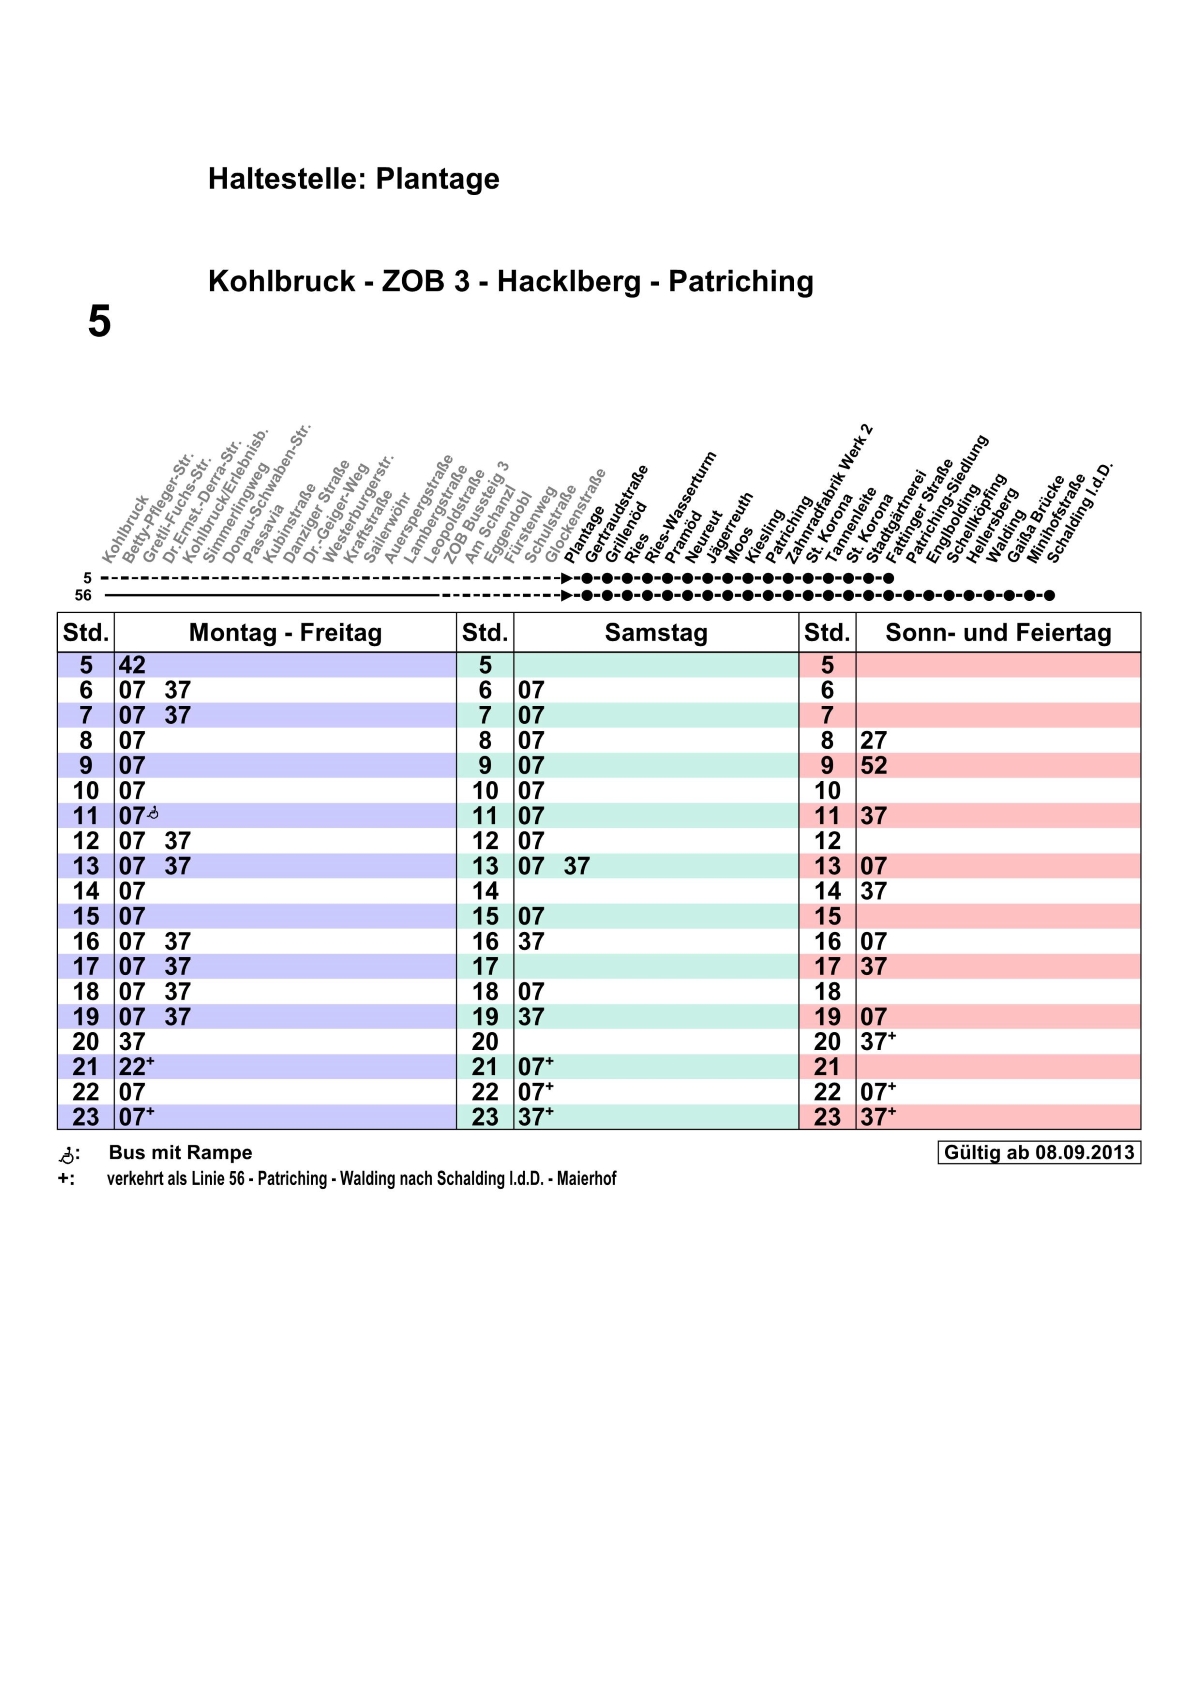 Haltestelle: Plantage
Kohlbruck - ZOB 3 - Hacklberg - Patriching
5
Kohlbruck
Betty-Pfleger-Str.
Gretl-Fuchs-Str.
Dr.Ernst.-Derra-Str.
Kohlbruck/Erlebnisb.
Simmerlingweg
Donau-Schwaben-Str.
Passavia
Kubinstraße
Danziger Straße
Dr.-Geiger-Weg
Westerburgerstr.
Kraftstraße
Sailerwöhr
Auerspergstraße
Lambergstraße
Leopoldstraße
ZOB Bussteig 3
Am Schanzl
Eggendobl
Fürstenweg
Schulstraße
Glockenstraße
Plantage
Gertraudstraße
Grillenöd
Ries
Ries-Wasserturm
Pramöd
Neureut
Jägerreuth
Moos
Kiesling
Patriching
Zahnradfabrik Werk 2
St. Korona
Tannenleite
St. Korona
Stadtgärtnerei
Fattinger Straße
Patriching-Siedlung
Englbolding
Schellköpfing
Hellersberg
Walding
Gaißa Brücke
Minihofstraße
Schalding l.d.D.
5
56
Std. Montag - Freitag Std. Samstag Std. Sonn- und Feiertag
5 42 5 5
6 07 37 6 07 6
7 07 37 7 07 7
8 07 8 07 8 27
9 07 9 07 9 52
10 07 10 07 10
11 07 11 07 11 37
12 07 37 12 07 12
13 07 37 13 07 37 13 07
14 07 14 14 37
15 07 15 07 15
16 07 37 16 37 16 07
17 07 37 17 17 37
18 07 37 18 07 18
19 07 37 19 37 19 07
20 37 20 20 37+
21 22+ 21 07+ 21
22 07 22 07+ 22 07+
23 07+ 23 37+ 23 37+
: Bus mit Rampe Gültig ab 08.09.2013
+: verkehrt als Linie 56 - Patriching - Walding nach Schalding l.d.D. - Maierhof